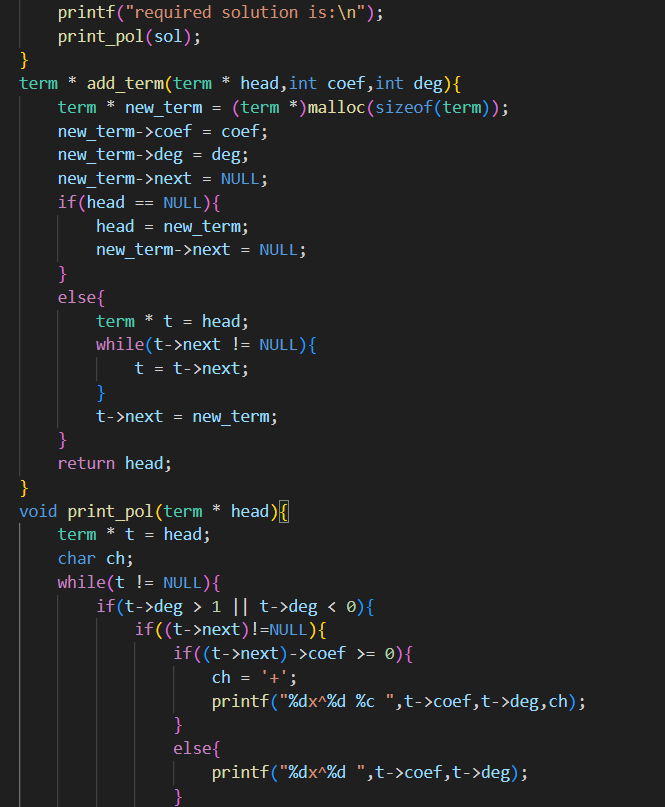 printf("required solution is:\n");
    print_pol(sol);
}
term * add_term(term * head,int coef,int deg){
    term * new_term = (term *)malloc(sizeof(term));
    new_term->coef = coef;
    new_term->deg = deg;
    new_term->next = NULL;
    if(head == NULL){
        head = new_term;
        new_term->next = NULL;
    }
    else{
        term * t = head;
        while(t->next != NULL){
            t = t->next;
        }
        t->next = new_term;
    }
    return head;
}
void print_pol(term * head){
    term * t = head;
    char ch;
    while(t != NULL){
        if(t->deg > 1 || t->deg < 0){
            if((t->next)!=NULL){
                if((t->next)->coef >= 0){
                    ch = '+';
                    printf("%dx^%d %c ",t->coef,t->deg,ch);
                }
                else{
                    printf("%dx^%d ",t->coef,t->deg);
                }